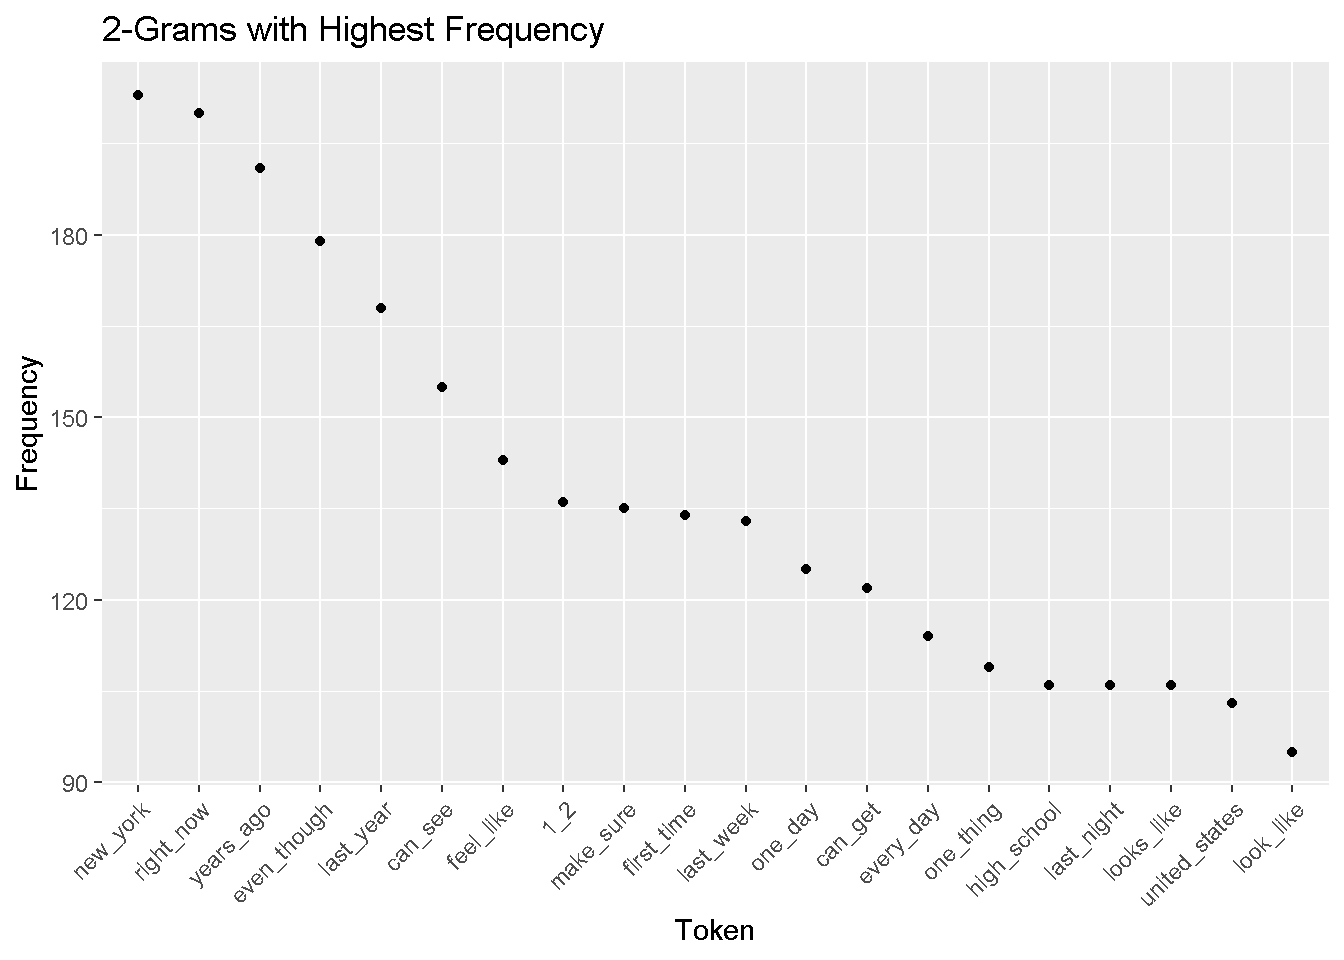 2-Grams with Highest Frequency
Frequency
180
150
120
90
new_york
right_now
years_ago
even_though
last_year
can_see
feel_like
1_2
make_sure
first_time
last_week
one_day
can_get
every_day
one_thing
high_school
last_night
looks_like
united_states
look_like
Token